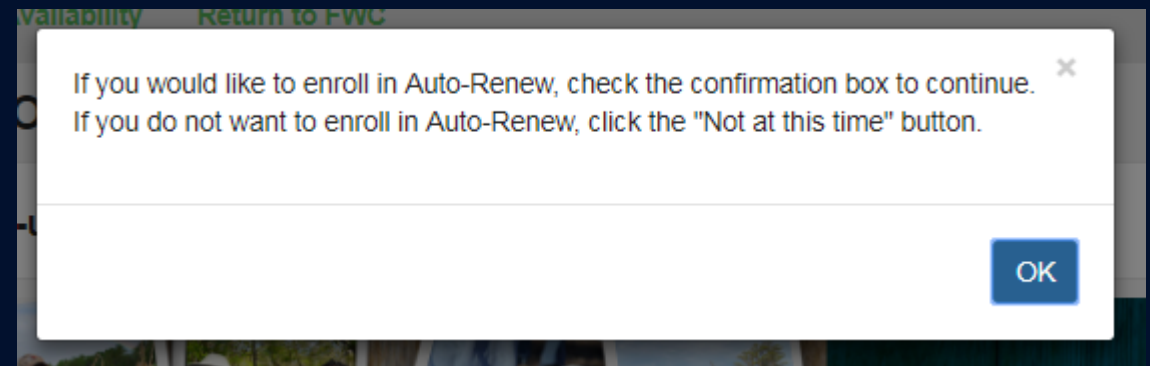 vailability Return to FWC
If you would like to enroll in Auto-Renew, check the confirmation box to continue. ×
If you do not want to enroll in Auto-Renew, click the "Not at this time" button.
OK